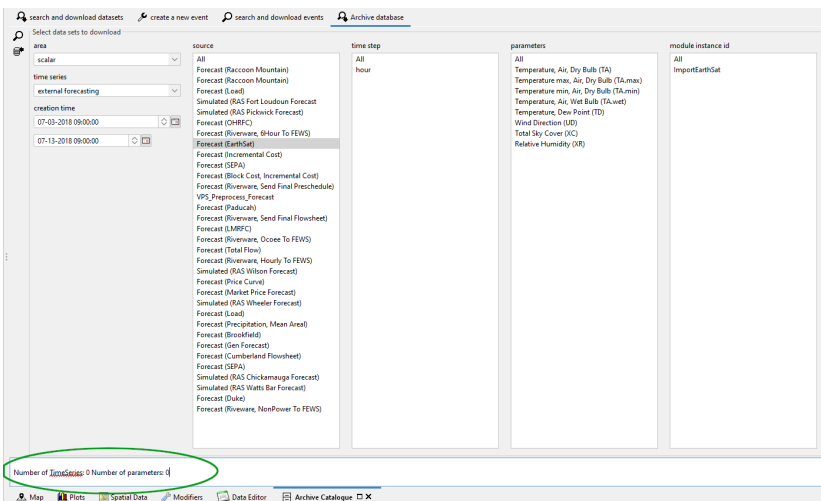 search and download datasets
create a new event
search and download events
Archive database
Select data sets to download
area
scalar
time series
external forecasting
creation time
07-03-2018 09:00:00
07-13-2018 09:00:00
source
All
Forecast (Raccoon Mountain)
Forecast (Raccoon Mountain)
Forecast (Load)
Simulated (RAS Fort Loudoun Forecast
Simulated (RAS Pickwick Forecast)
Forecast (OHRFC)
Forecast (Riverware, 6Hour To FEWS)
Forecast (EarthSat)
Forecast (Incremental Cost)
Forecast (SEPA)
Forecast (Block Cost, Incremental Cost)
Forecast (Riverware, Send Final Preschedule)
VPS_Preprocess_Forecast
Forecast (Paducah)
Forecast (Riverware, Send Final Flowsheet)
Forecast (LMRFC)
Forecast (Riverware, Ocoee To FEWS)
Forecast (Total Flow)
Forecast (Riverware, Hourly To FEWS)
Simulated (RAS Wilson Forecast)
Forecast (Price Curve)
Forecast (Market Price Forecast)
Simulated (RAS Wheeler Forecast)
Forecast (Load)
Forecast (Precipitation, Mean Areal)
Forecast (Brookfield)
Forecast (Gen Forecast)
Forecast (Cumberland Flowsheet)
Forecast (SEPA)
Simulated (RAS Chickamauga Forecast)
Simulated (RAS Watts Bar Forecast)
Forecast (Duke)
Forecast (Riveware, NonPower To FEWS)
time step
All
hour
parameters
All
Temperature, Air, Dry Bulb (TA)
Temperature max, Air, Dry Bulb (TA.max)
Temperature min, Air, Dry Bulb (TA.min)
Temperature, Air, Wet Bulb (TA.wet)
Temperature, Dew Point (TD)
Wind Direction (UD)
Total Sky Cover (XC)
Relative Humidity (XR)
module instance id
All
ImportEarthSat
Number of TimeSeries: 0 Number of parameters: 0
Map
Plots
Spatial Data
Modifiers
Data Editor
Archive Catalogue